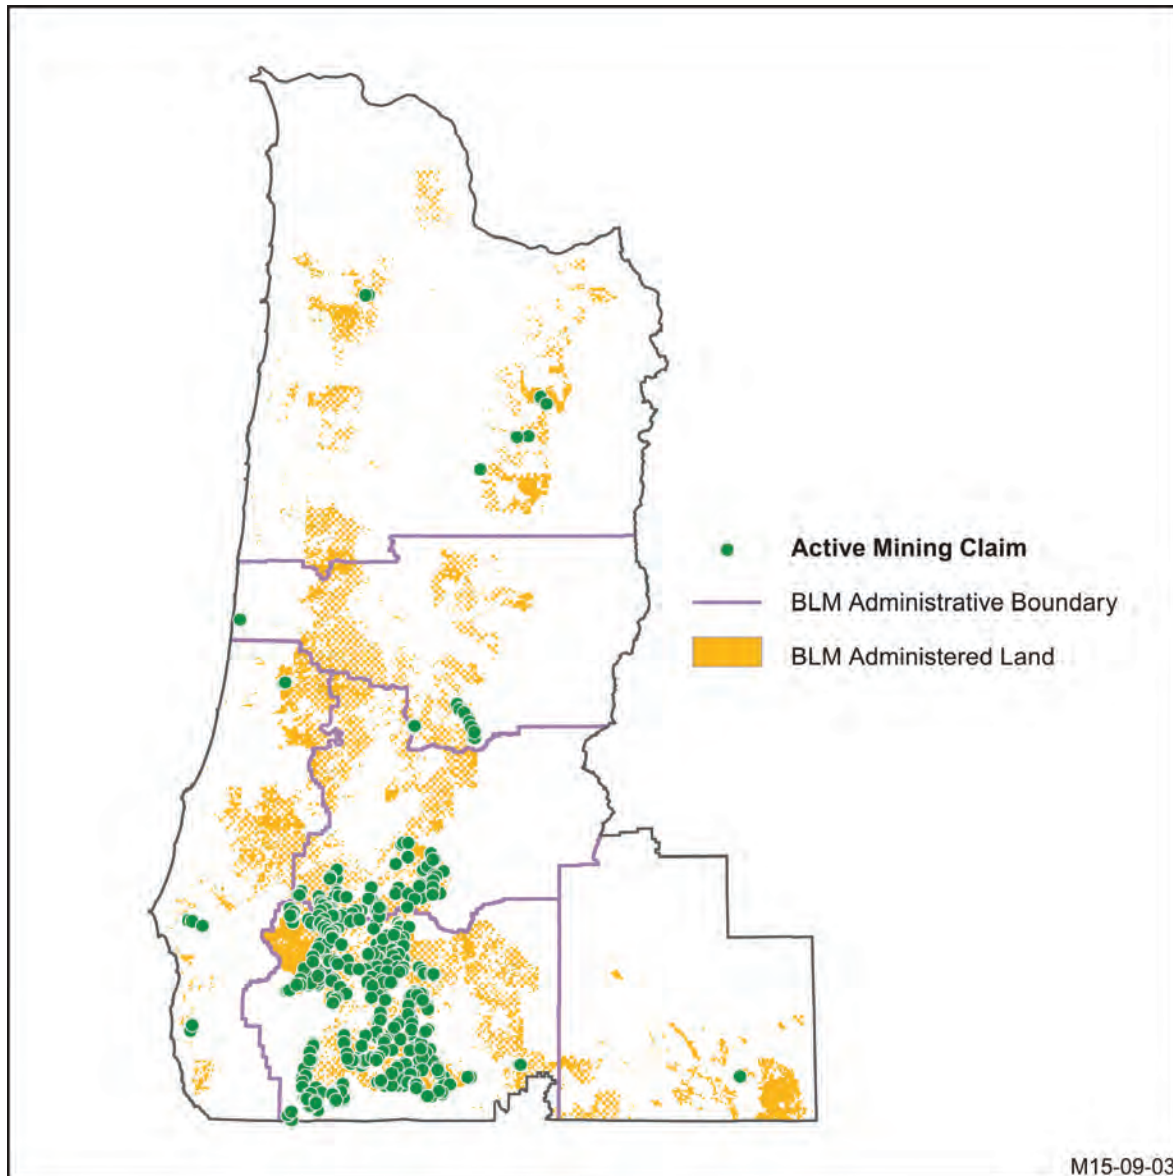 Active Mining Claim
BLM Administrative Boundary
BLM Administered Land
M15-09-03